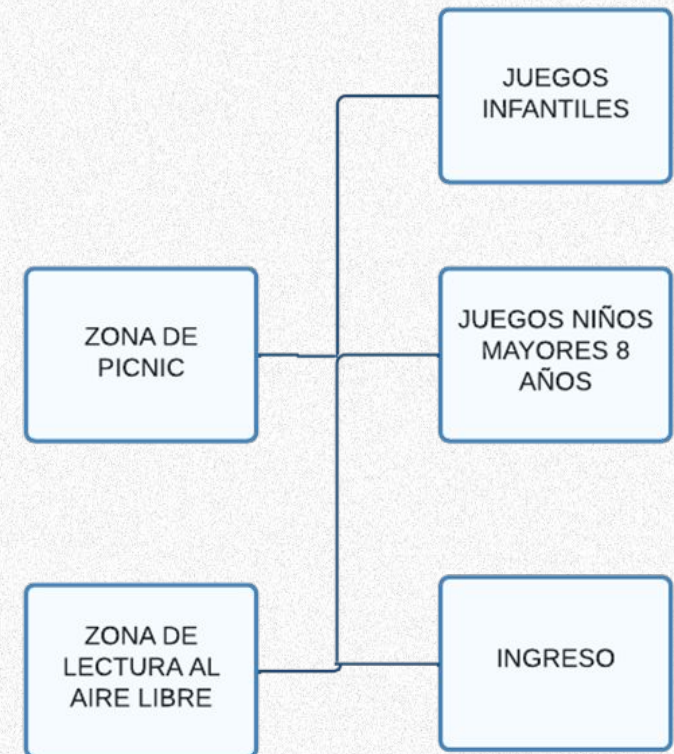 JUEGOS
INFANTILES
ZONA DE
PICNIC
JUEGOS NIÑOS
MAYORES 8
AÑOS
ZONA DE
LECTURA AL
AIRE LIBRE
INGRESO